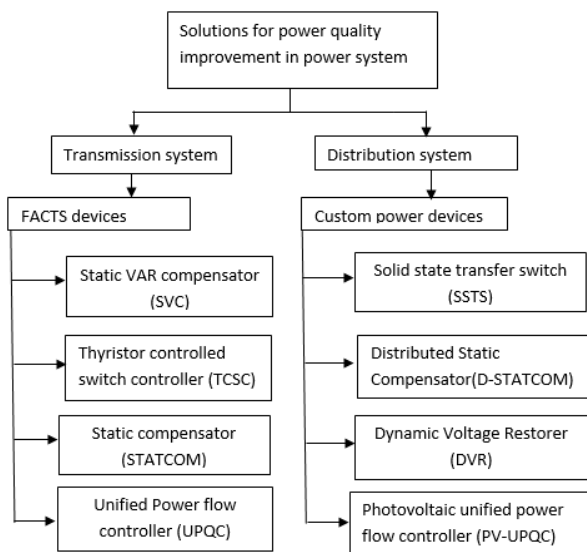 Solutions for power quality
improvement in power system
Transmission system
Distribution system
FACTS devices
Custom power devices
Static VAR compensator
(SVC)
Solid state transfer switch
(SSTS)
Thyristor controlled
switch controller (TCSC)
Distributed Static
Compensator(D-STATCOM)
Static compensator
(STATCOM)
Dynamic Voltage Restorer
(DVR)
Unified Power flow
controller (UPQC)
Photovoltaic unified power
flow controller (PV-UPQC)